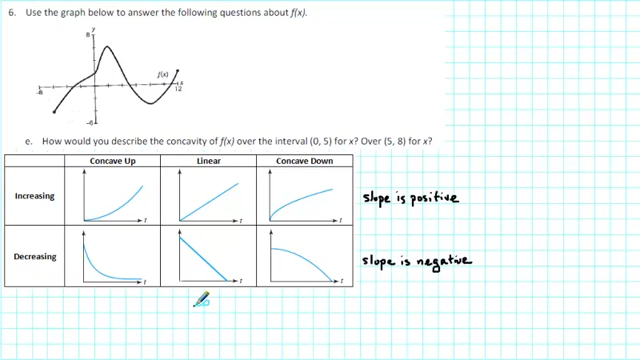 6. Use the graph below to answer the following questions about f(x).
y
8
f(x)
x
-8
12
-6
e. How would you describe the concavity of f(x) over the interval (0, 5) for x? Over (5, 8) for x?
Concave Up Linear Concave Down
Increasing
t t t
slope is positive
Decreasing
t t t
slope is negative